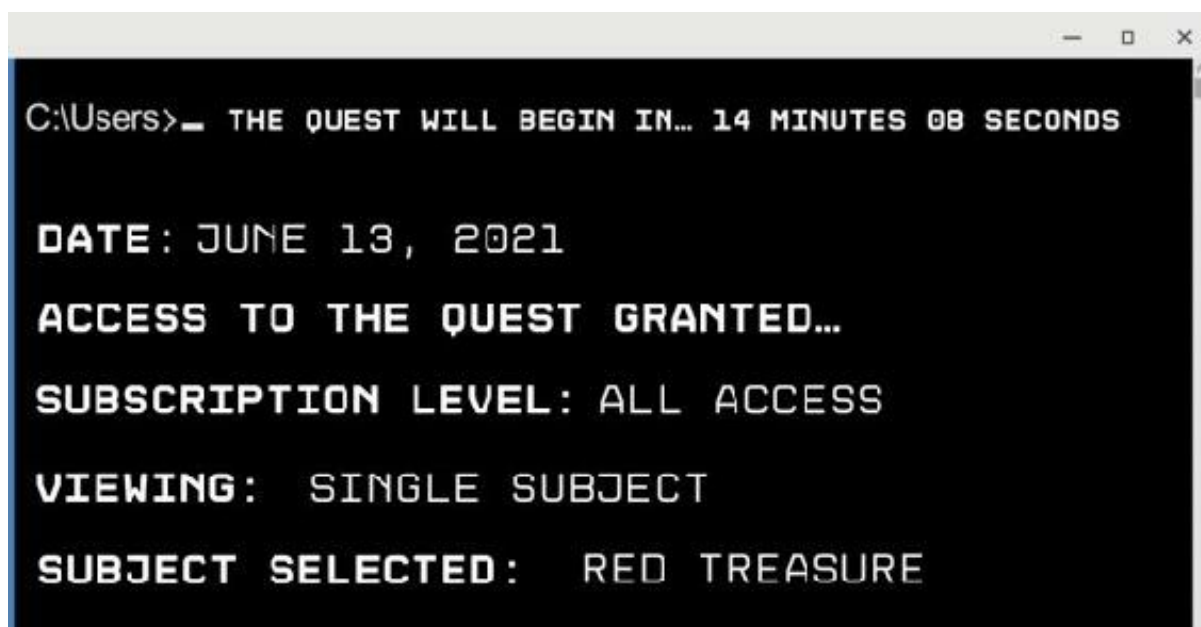 C:\Users>_ THE QUEST WILL BEGIN IN… 14 MINUTES 08 SECONDS
DATE: JUNE 13, 2021
ACCESS TO THE QUEST GRANTED…
SUBSCRIPTION LEVEL: ALL ACCESS
VIEWING: SINGLE SUBJECT
SUBJECT SELECTED: RED TREASURE